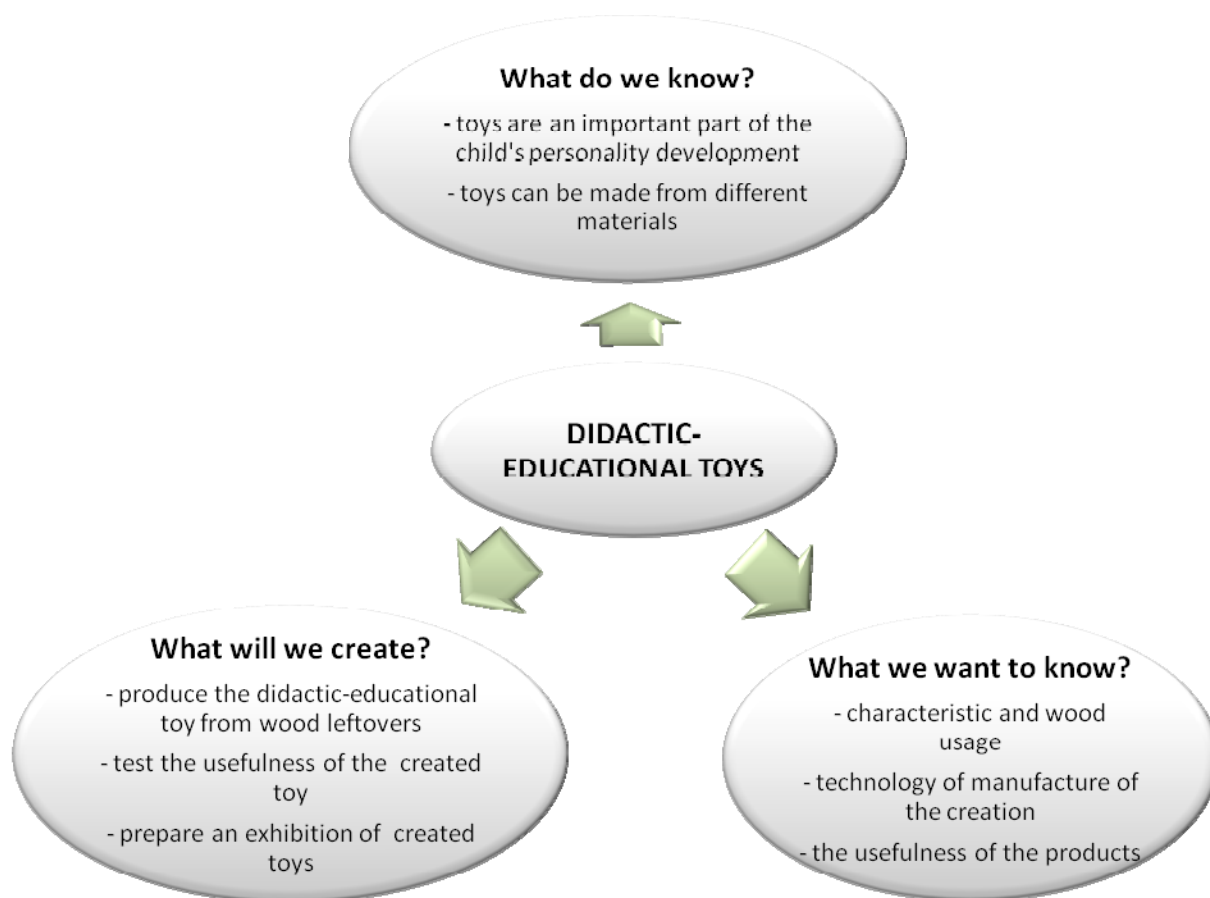 What do we know?
- toys are an important part of the
child's personality development
- toys can be made from different
materials
DIDACTIC-
EDUCATIONAL TOYS
What will we create?
- produce the didactic-educational
toy from wood leftovers
- test the usefulness of the created
toy
- prepare an exhibition of created
toys
What we want to know?
- characteristic and wood
usage
- technology of manufacture of
the creation
- the usefulness of the products